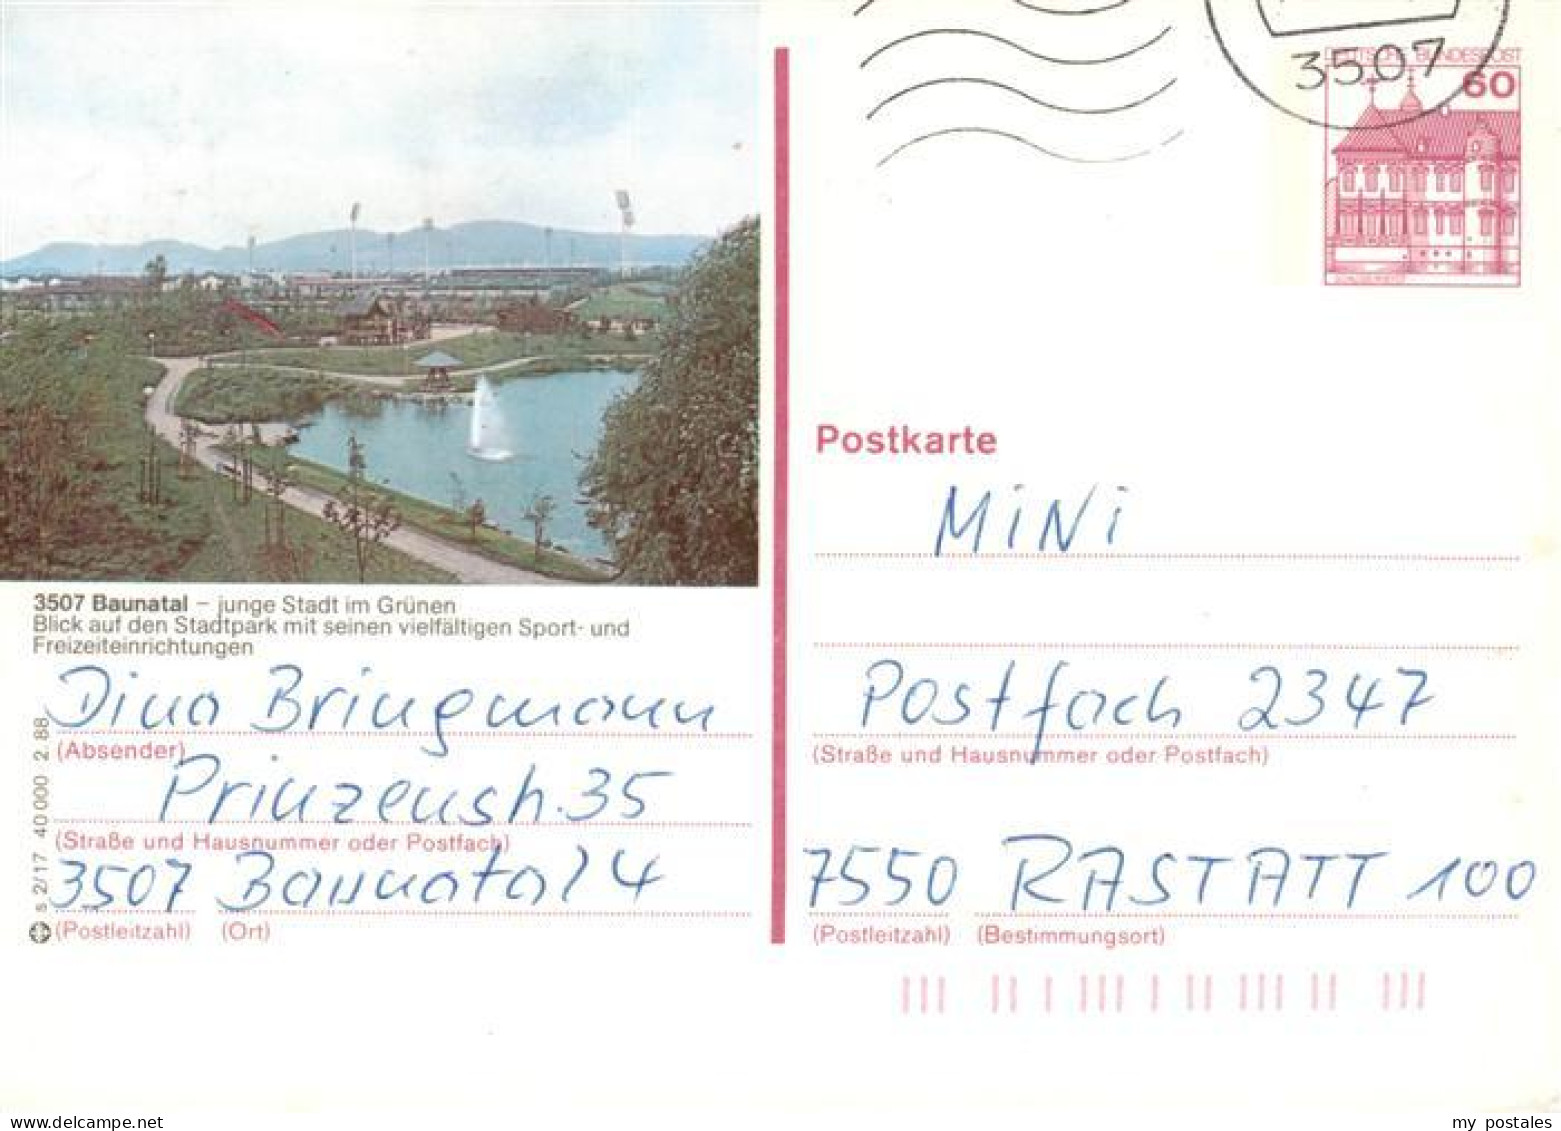 3507
DEUTSCHE BUNDESPOST
60
3507 Baunatal – junge Stadt im Grünen
Blick auf den Stadtpark mit seinen vielfältigen Sport- und
Freizeiteinrichtungen
Dina Bringmann
(Absender)
Prinzenstr. 35
(Straße und Hausnummer oder Postfach)
3507 Baunatal 4
(Postleitzahl) (Ort)
s 2/17 40 000 2.88
Postkarte
MiNi
Postfach 2347
(Straße und Hausnummer oder Postfach)
7550 RASTATT 100
(Postleitzahl) (Bestimmungsort)
my postales